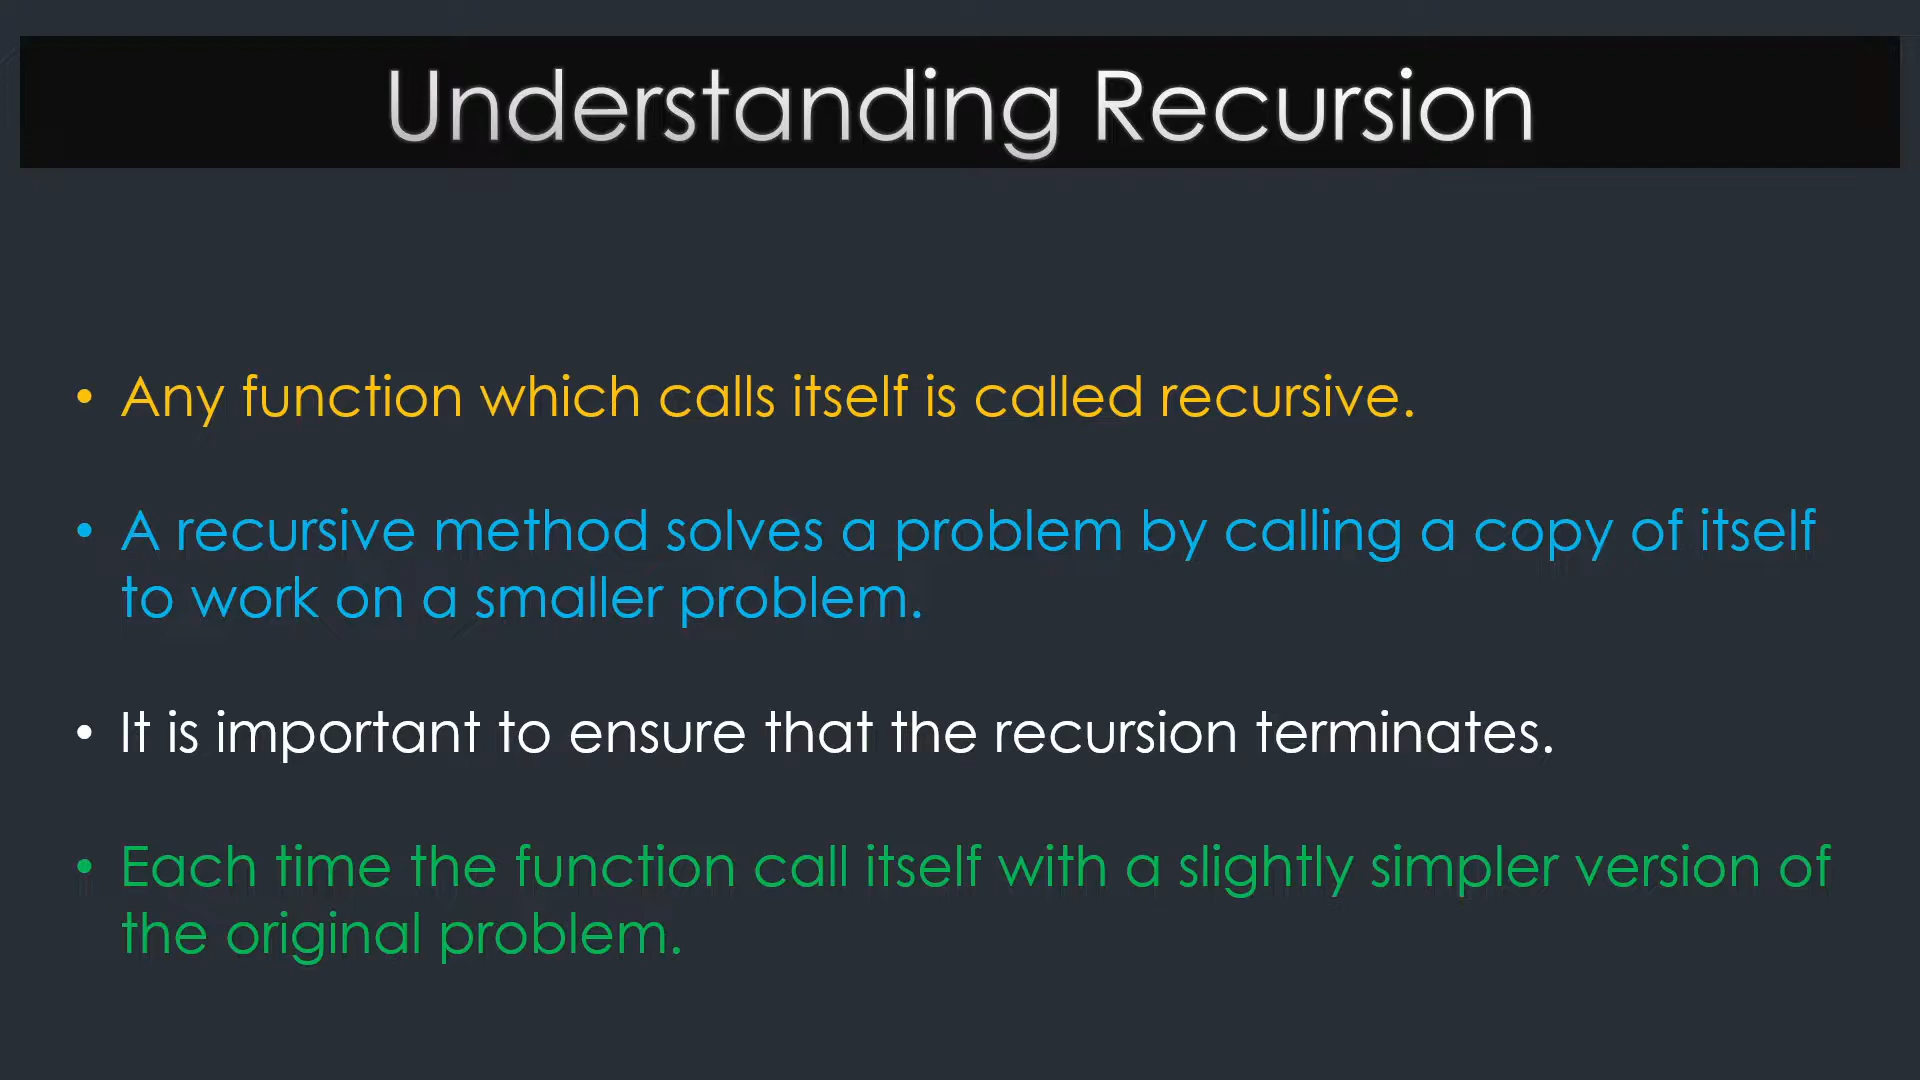 Understanding Recursion
• Any function which calls itself is called recursive.
• A recursive method solves a problem by calling a copy of itself
to work on a smaller problem.
• It is important to ensure that the recursion terminates.
• Each time the function call itself with a slightly simpler version of
the original problem.